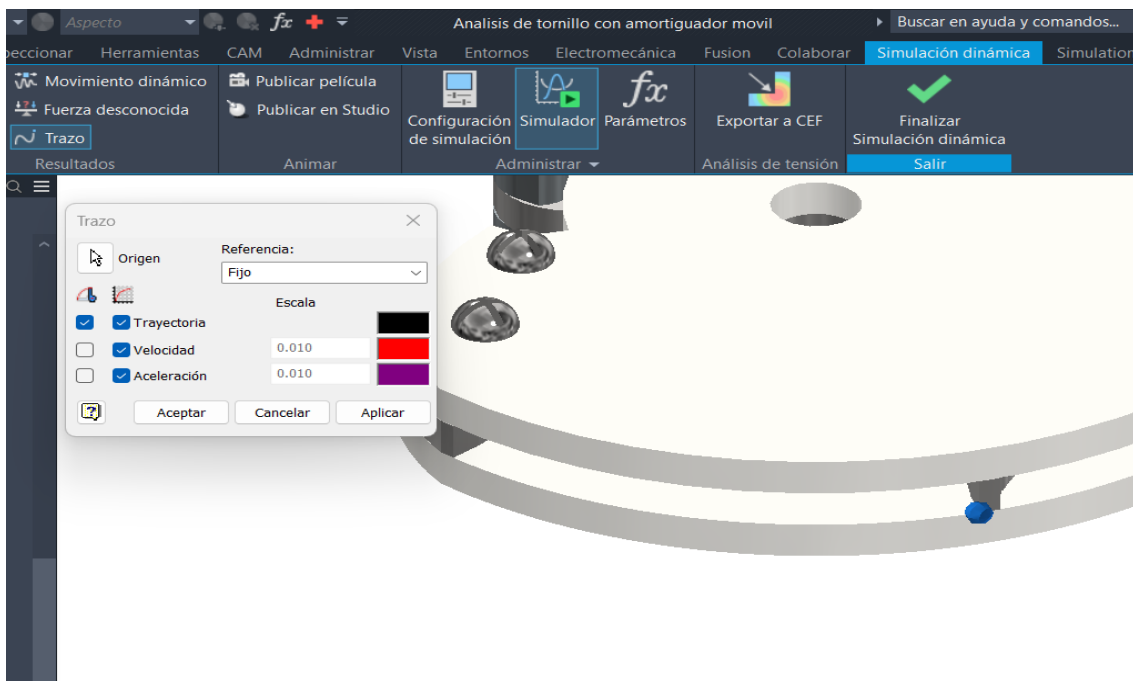 Aspecto fx Analisis de tornillo con amortiguador movil Buscar en ayuda y comandos...
peccionar Herramientas CAM Administrar Vista Entornos Electromecánica Fusion Colaborar Simulación dinámica Simulation
Movimiento dinámico Publicar película
Fuerza desconocida Publicar en Studio
Trazo
Configuración de simulación
Simulador
fx
Parámetros
Exportar a CEF
Finalizar
Simulación dinámica
Resultados Animar Administrar Análisis de tensión Salir
Trazo
Origen
Referencia:
Fijo
Escala
Trayectoria
Velocidad 0.010
Aceleración 0.010
Aceptar Cancelar Aplicar